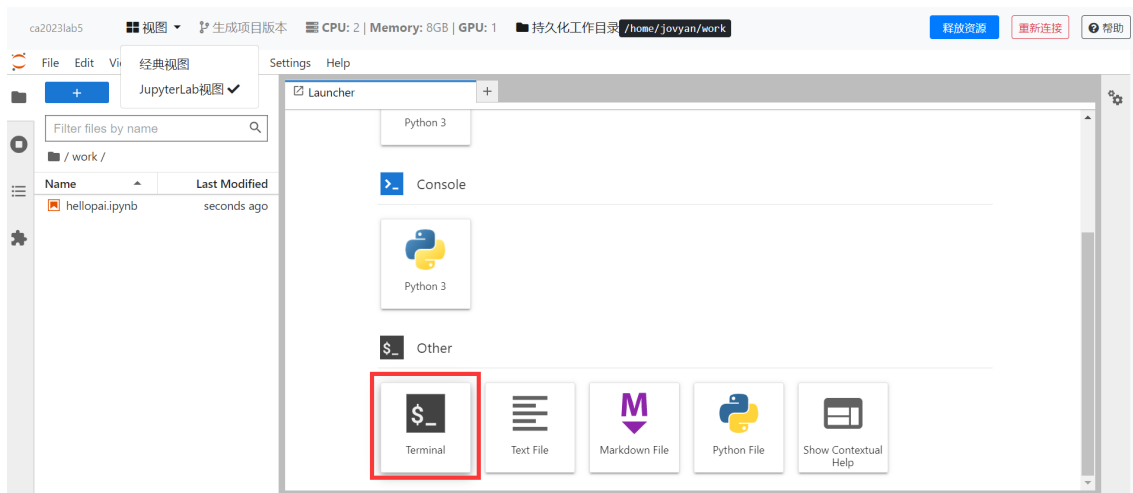 ca2023lab5 视图 生成项目版本 CPU: 2 | Memory: 8GB | GPU: 1 持久化工作目录 /home/jovyan/work 释放资源 重新连接 帮助
经典视图
JupyterLab视图
File Edit Vi Settings Help
+
Launcher +
Filter files by name
/ work /
Name Last Modified
hellopai.ipynb seconds ago
Python 3
Console
Python 3
$_ Other
$_
Terminal
Text File
M
Markdown File
Python File
Show Contextual
Help